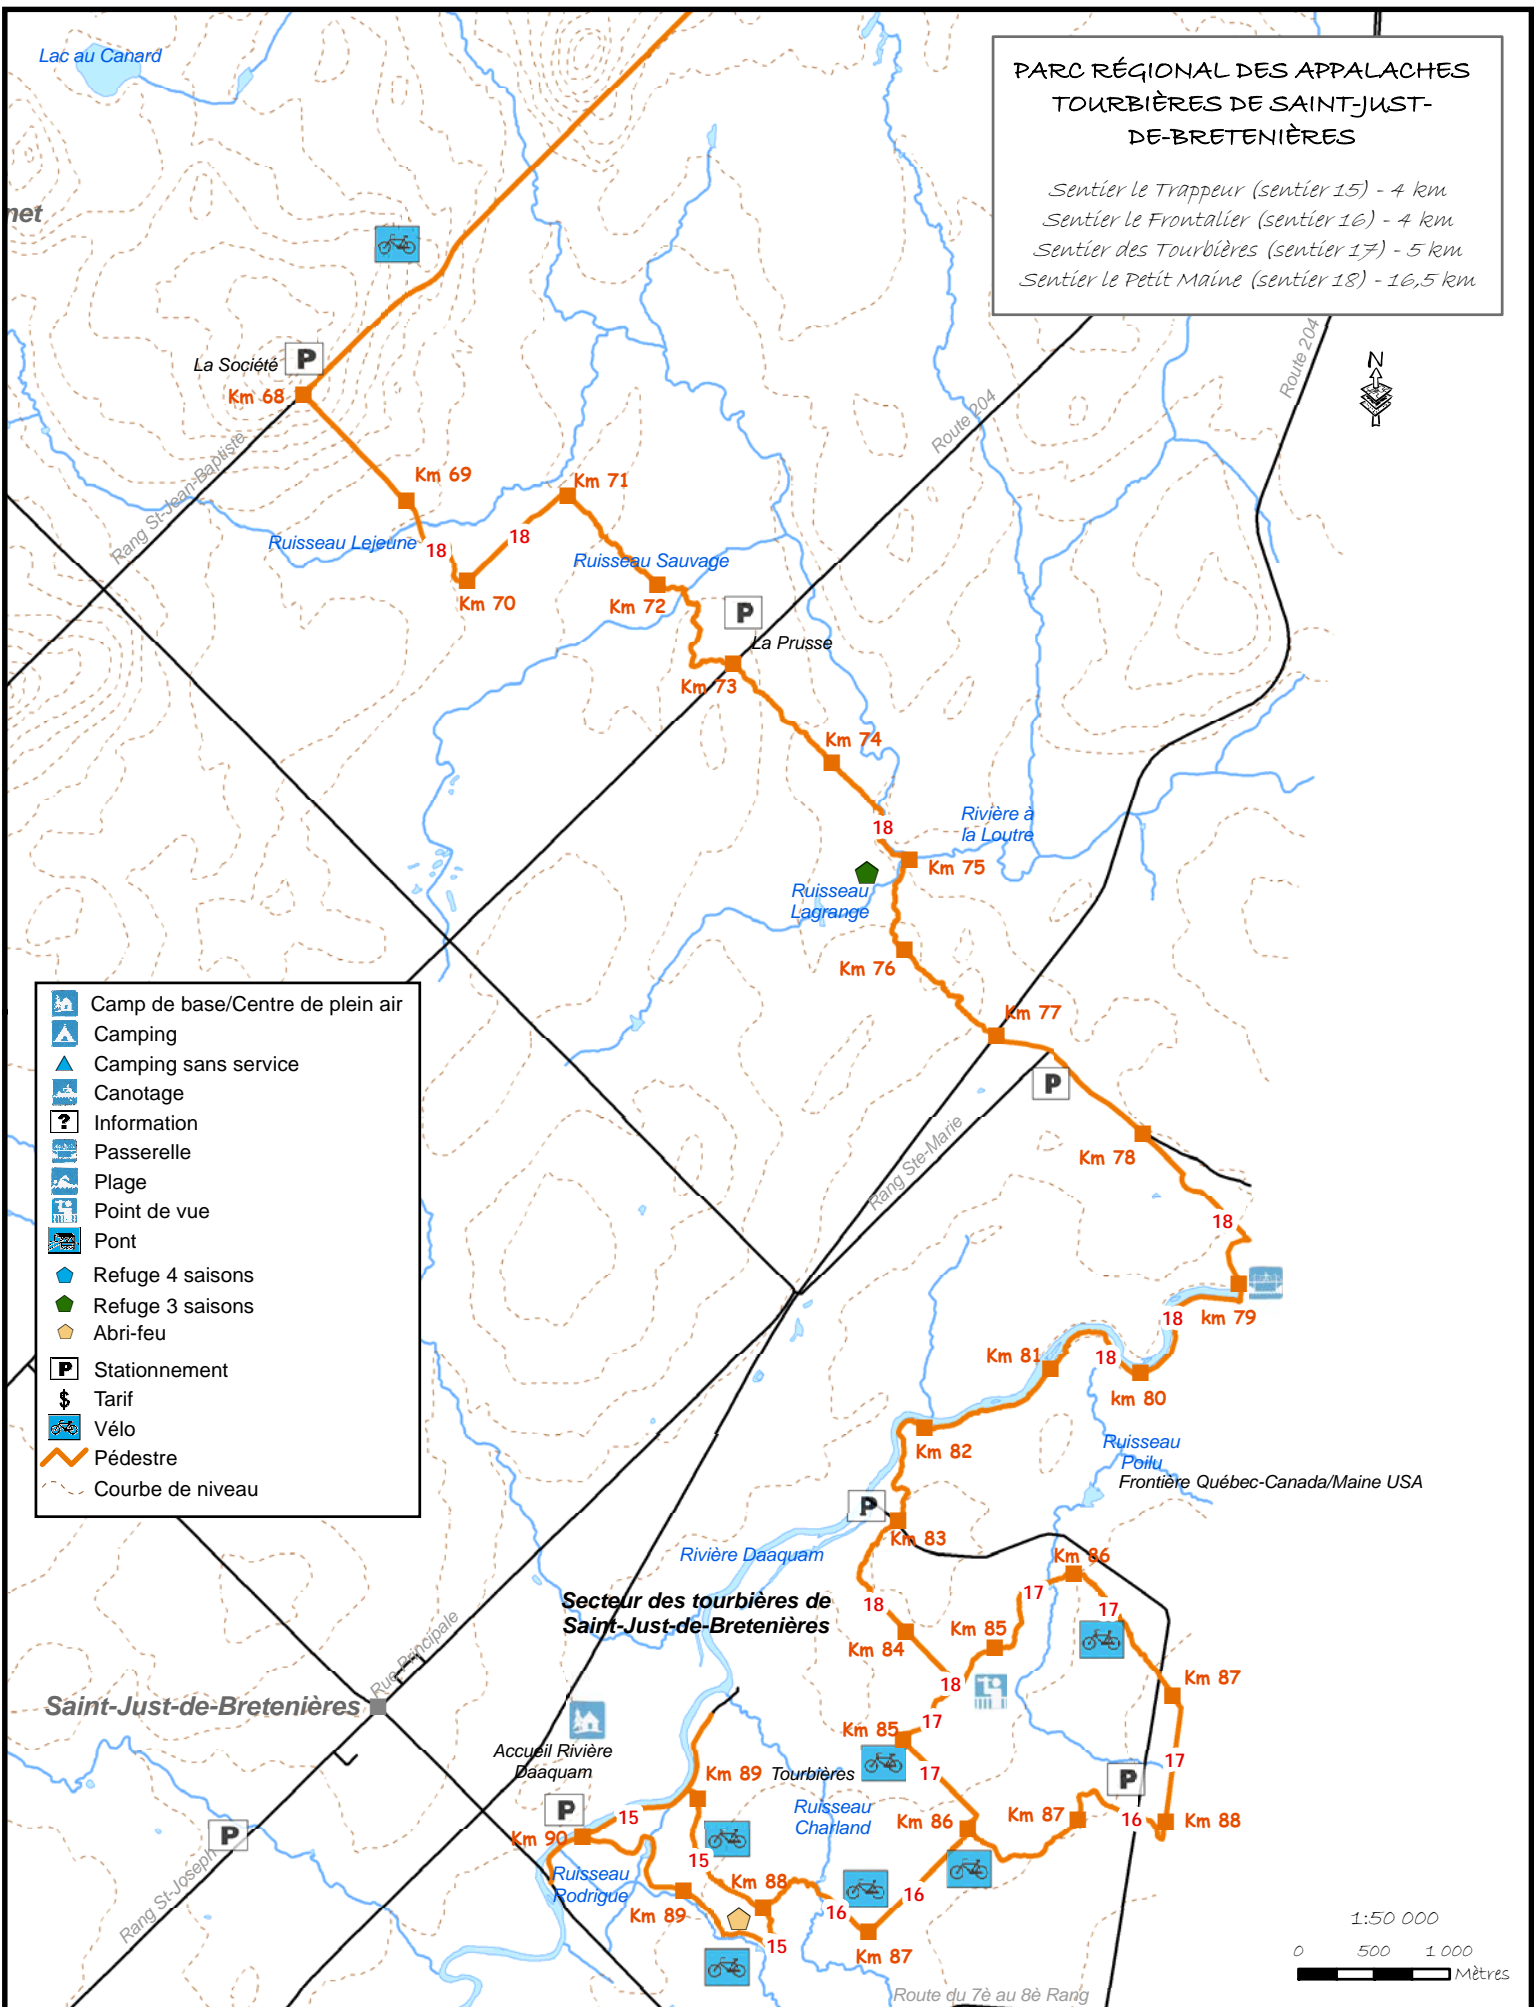 Lac au Canard
PARC RÉGIONAL DES APPALACHES
TOURBIÈRES DE SAINT-JUST-
DE-BRETENIÈRES
Sentier le Trappeur (sentier 15) - 4 km
Sentier le Frontalier (sentier 16) - 4 km
Sentier des Tourbières (sentier 17) - 5 km
Sentier le Petit Maine (sentier 18) - 16,5 km
net
La Société
P
Km 68
Route 204
N
Route 204
Rang St-Jean-Baptiste
Km 69
Km 71
18
18
Ruisseau Lejeune
Ruisseau Sauvage
Km 70
Km 72
P
La Prusse
Km 73
Km 74
Rivière à
la Loutre
18
Km 75
Ruisseau
Lagrange
Km 76
Km 77
P
Camp de base/Centre de plein air
Camping
Camping sans service
Canotage
? Information
Passerelle
Plage
Point de vue
Pont
Refuge 4 saisons
Refuge 3 saisons
Abri-feu
P Stationnement
$ Tarif
Vélo
Pédestre
Courbe de niveau
Rang Ste-Marie
Km 78
18
km 79
18
Km 81
18
km 80
Km 82
Ruisseau
Poilu
Frontière Québec-Canada/Maine USA
P
Km 83
Rivière Daaquam
Km 86
Secteur des tourbières de
Saint-Just-de-Bretenières
17
17
18
Km 84
Km 85
Rue Principale
Saint-Just-de-Bretenières
18
Km 87
17
Km 85
Accueil Rivière
Daaquam
Km 89
Tourbières
17
17
P
P
15
Ruisseau
Charland
Km 86
Km 87
16
Km 88
P
Km 90
Rang St-Joseph
Ruisseau
Rodrigue
15
Km 88
Km 89
16
16
15
Km 87
Route du 7è au 8è Rang
1:50 000
0 500 1 000
Mètres